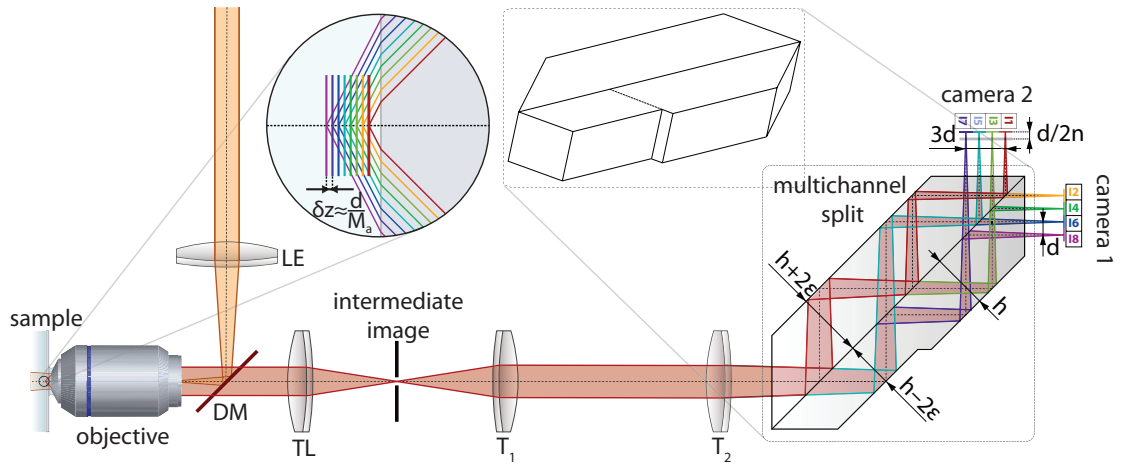 LE
δz≈d/Mₐ
sample
objective
DM
TL
intermediate
image
T₁
T₂
multichannel
split
camera 2
I7 I5 I3 I1
3d
d/2n
I2
I4
I6
I8
camera 1
d
h+2ε
h
h−2ε